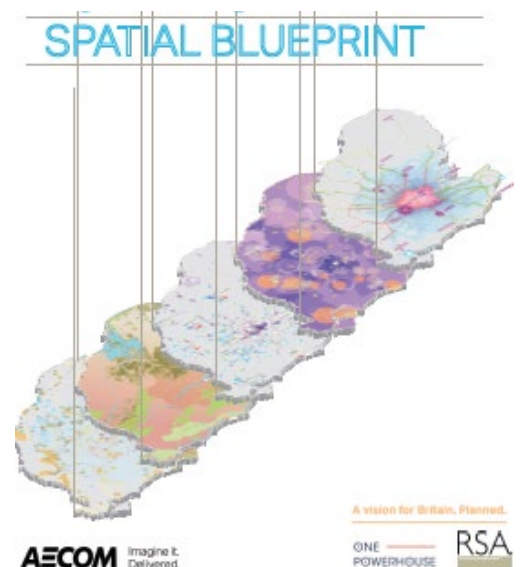 SPATIAL BLUEPRINT
A vision for Britain. Planned.
AECOM
Imagine it.
Delivered.
ONE
POWERHOUSE
RSA